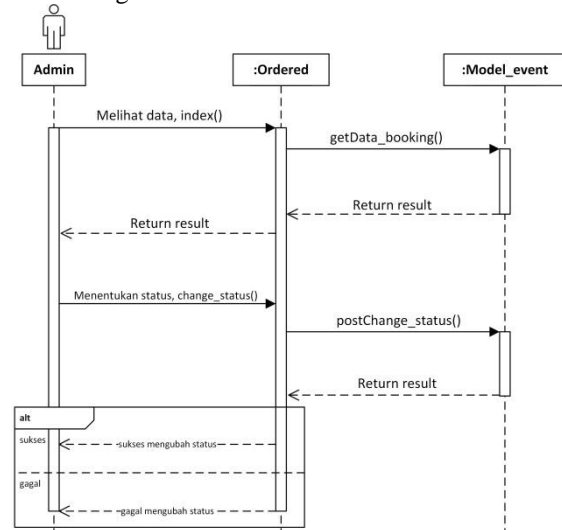 Admin
:Ordered
:Model_event
Melihat data, index()
getData_booking()
Return result
Return result
Menentukan status, change_status()
postChange_status()
Return result
alt
sukses
sukses mengubah status
gagal
gagal mengubah status